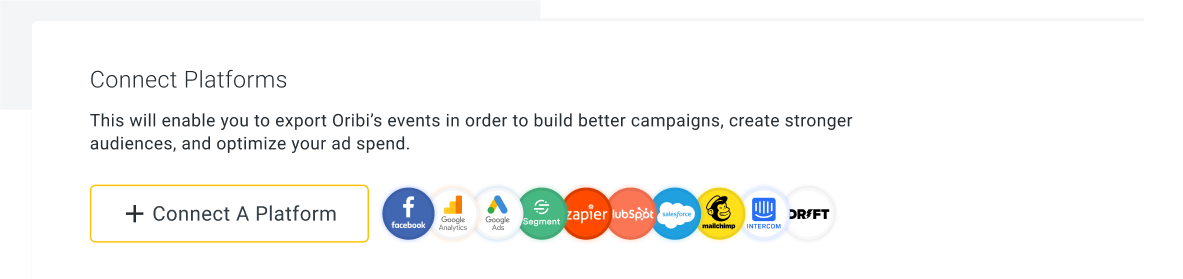 Connect Platforms
This will enable you to export Oribi’s events in order to build better campaigns, create stronger
audiences, and optimize your ad spend.
+ Connect A Platform
facebook
Google
Analytics
Google
Ads
Segment
zapier
HubSpot
salesforce
mailchimp
INTERCOM
DRIFT